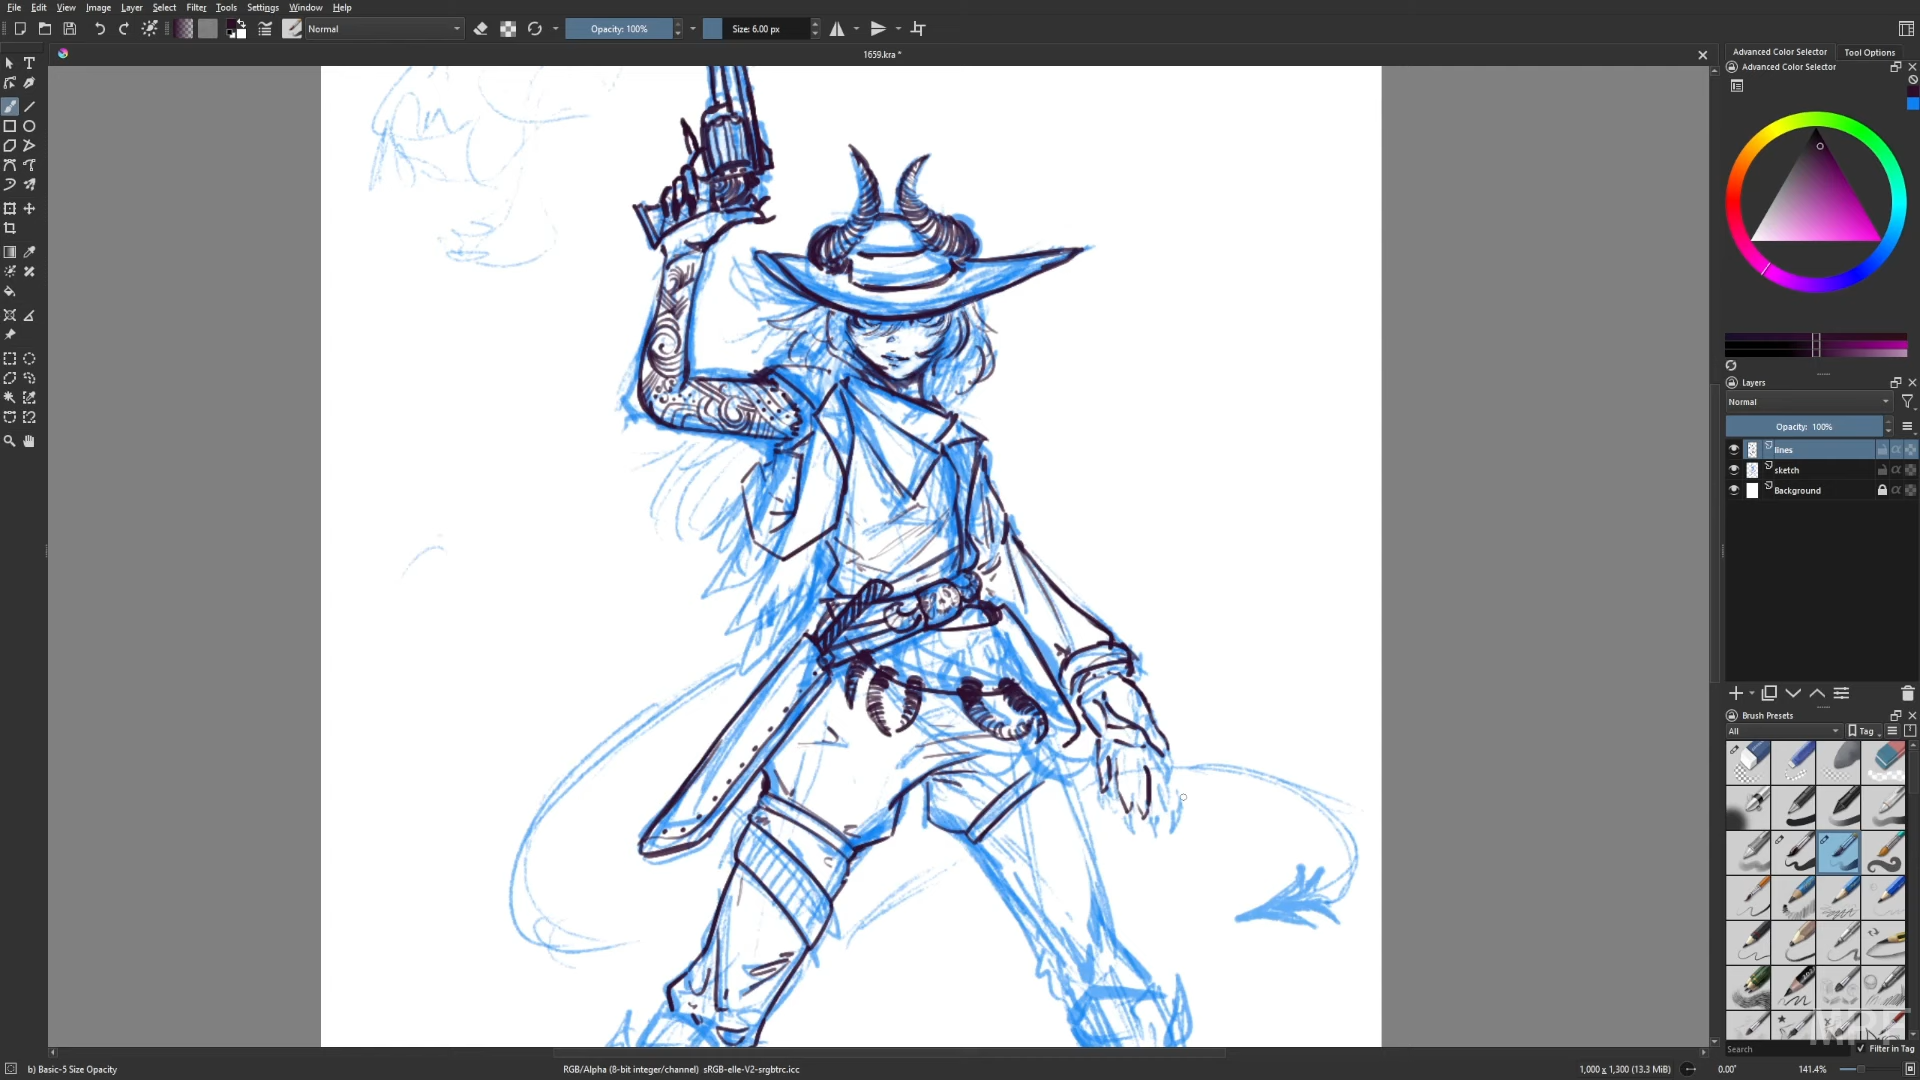 File Edit View Image Layer Select Filter Tools Settings Window Help
Normal Opacity: 100% Size: 6.00 px
1659.kra *
Advanced Color Selector Tool Options
Advanced Color Selector
Layers
Normal
Opacity: 100%
lines
sketch
Background
Brush Presets
All Tag
Search Filter in Tag
b) Basic-5 Size Opacity RGB/Alpha (8-bit integer/channel) sRGB-elle-V2-srgbtrc.icc 1,000 x 1,300 (13.3 MiB) 0.00° 141.4%